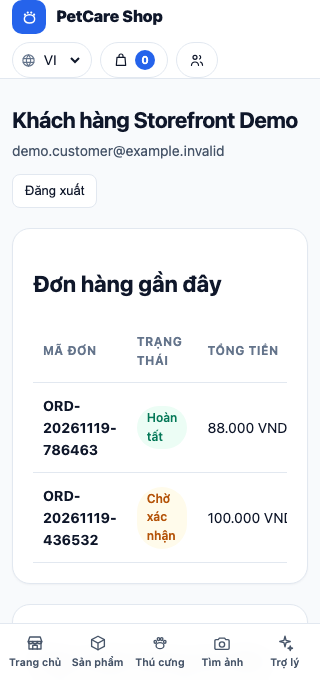 PetCare Shop
VI
0
Khách hàng Storefront Demo
demo.customer@example.invalid
Đăng xuất
Đơn hàng gần đây
MÃ ĐƠN
TRẠNG
THÁI
TỔNG TIỀN
ORD-
20261119-
786463
Hoàn
tất
88.000 VND
ORD-
20261119-
436532
Chờ
xác
nhận
100.000
Trang chủ
Sản phẩm
Thú cưng
Tìm ảnh
Trợ lý